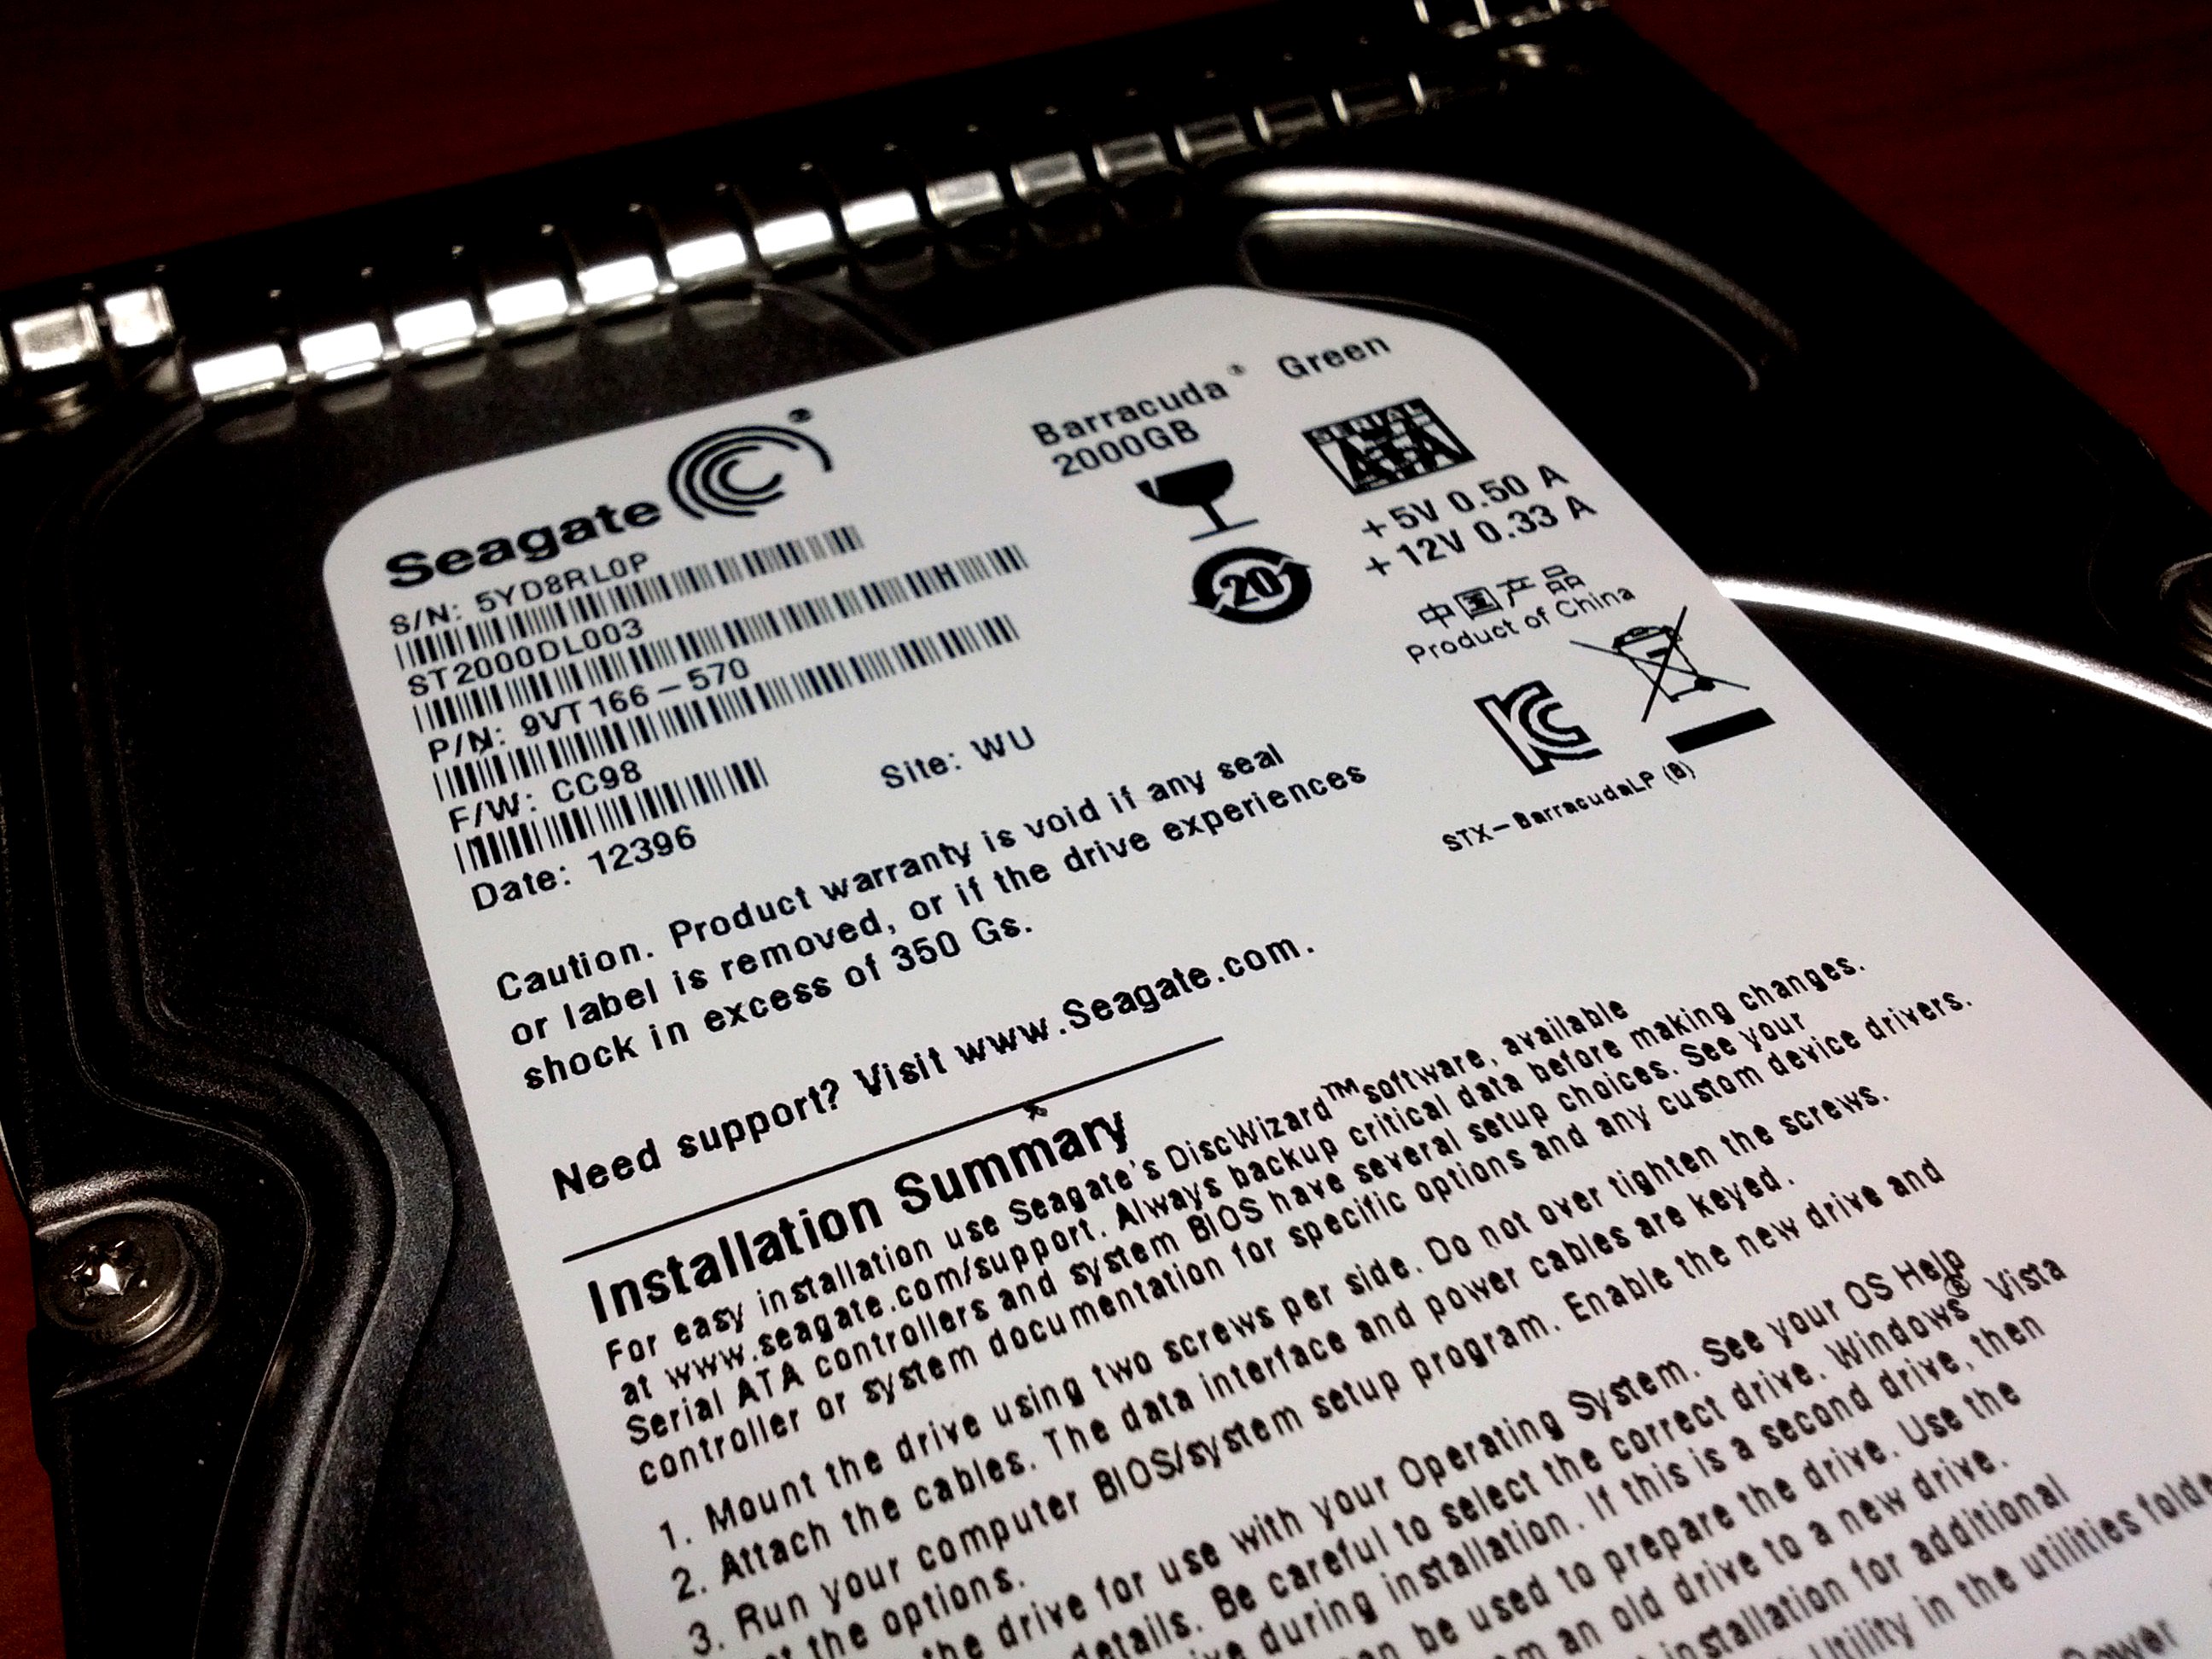 Seagate®
S/N: 5YD8RL0P
ST2000DL003
P/N: 9VT166-570
F/W: CC98
Date: 12396
Site: WU
Barracuda® Green
2000GB
SERIAL
ATA
+5V 0.50 A
+12V 0.33 A
20
中国产品
Product of China
STX-BarracudaLP (B)
Caution. Product warranty is void if any seal
or label is removed, or if the drive experiences
shock in excess of 350 Gs.
Need support? Visit www.Seagate.com.
Installation Summary
For easy installation use Seagate's DiscWizard™ software, available
at www.seagate.com/support. Always backup critical data before making changes.
Serial ATA controllers and system BIOS have several setup choices. See your
controller or system documentation for specific options and any custom device drivers.
1. Mount the drive using two screws per side. Do not over tighten the screws.
2. Attach the cables. The data interface and power cables are keyed.
3. Run your computer BIOS/system setup program. Enable the new drive and
the options.
the drive for use with your Operating System. See your OS Help
details. Be careful to select the correct drive. Windows® Vista
during installation. If this is a second drive, then
be used to prepare the drive. Use the
an old drive to a new drive.
installation for additional
Utility in the utilities
Power